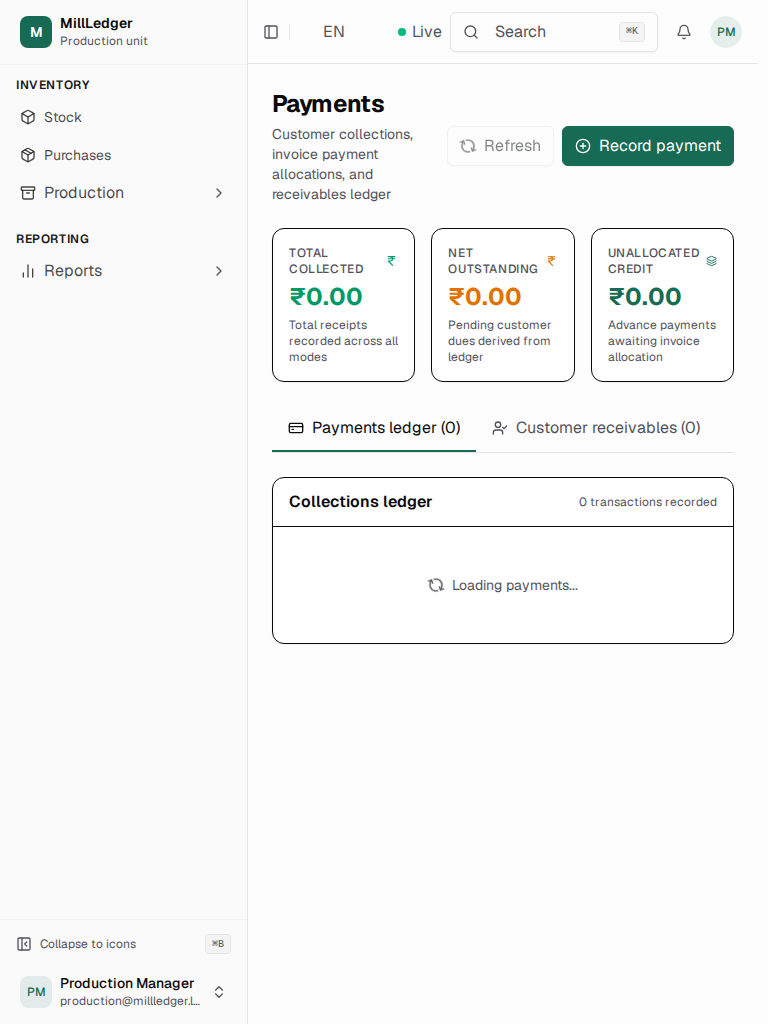 M
MillLedger
Production unit
INVENTORY
Stock
Purchases
Production
REPORTING
Reports
Collapse to icons
⌘B
PM
Production Manager
production@millledger.l...
EN
Live
Search
⌘K
PM
Payments
Customer collections,
invoice payment
allocations, and
receivables ledger
Refresh
Record payment
TOTAL
COLLECTED
₹
₹0.00
Total receipts
recorded across all
modes
NET
OUTSTANDING
₹
₹0.00
Pending customer
dues derived from
ledger
UNALLOCATED
CREDIT
₹0.00
Advance payments
awaiting invoice
allocation
Payments ledger (0)
Customer receivables (0)
Collections ledger
0 transactions recorded
Loading payments...